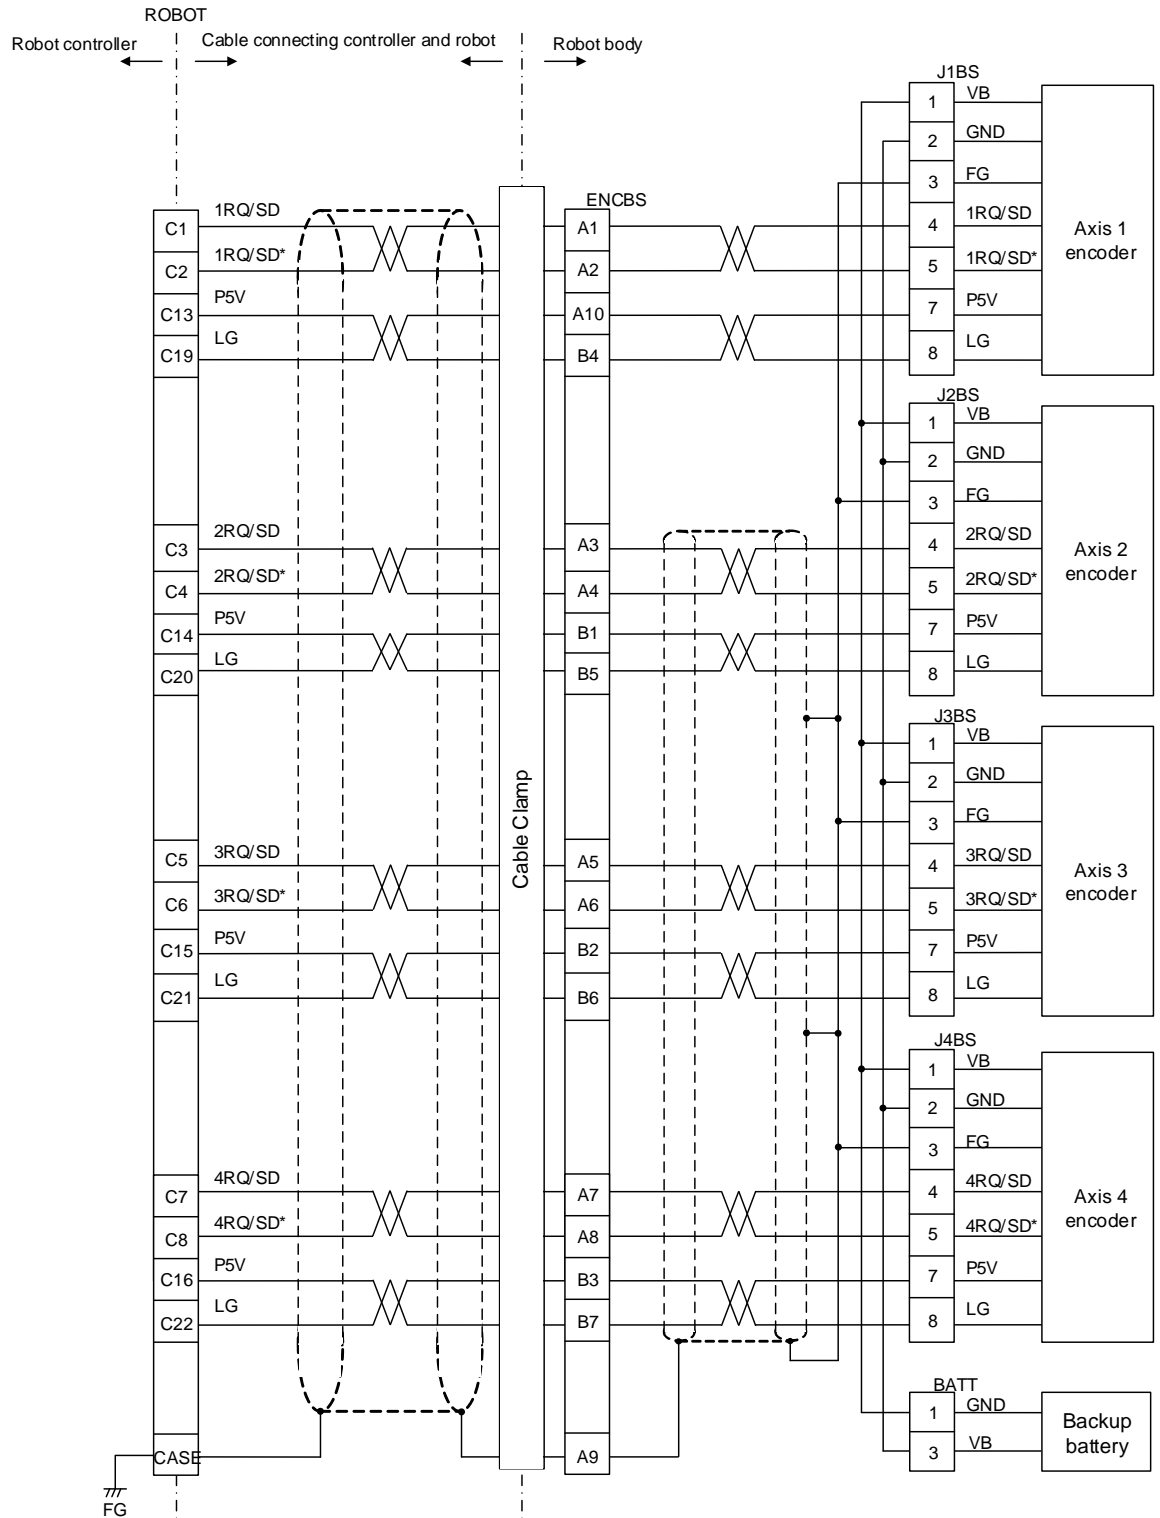 ROBOT
Robot controller
Cable connecting controller and robot
Robot body
ENCBS
Cable Clamp
C1 1RQ/SD A1
C2 1RQ/SD* A2
C13 P5V A10
C19 LG B4
C3 2RQ/SD A3
C4 2RQ/SD* A4
C14 P5V B1
C20 LG B5
C5 3RQ/SD A5
C6 3RQ/SD* A6
C15 P5V B2
C21 LG B6
C7 4RQ/SD A7
C8 4RQ/SD* A8
C16 P5V B3
C22 LG B7
CASE A9
FG
J1BS
1 VB
2 GND
3 FG
4 1RQ/SD
5 1RQ/SD*
7 P5V
8 LG
Axis 1
encoder
J2BS
1 VB
2 GND
3 FG
4 2RQ/SD
5 2RQ/SD*
7 P5V
8 LG
Axis 2
encoder
J3BS
1 VB
2 GND
3 FG
4 3RQ/SD
5 3RQ/SD*
7 P5V
8 LG
Axis 3
encoder
J4BS
1 VB
2 GND
3 FG
4 4RQ/SD
5 4RQ/SD*
7 P5V
8 LG
Axis 4
encoder
BATT
1 GND
3 VB
Backup
battery